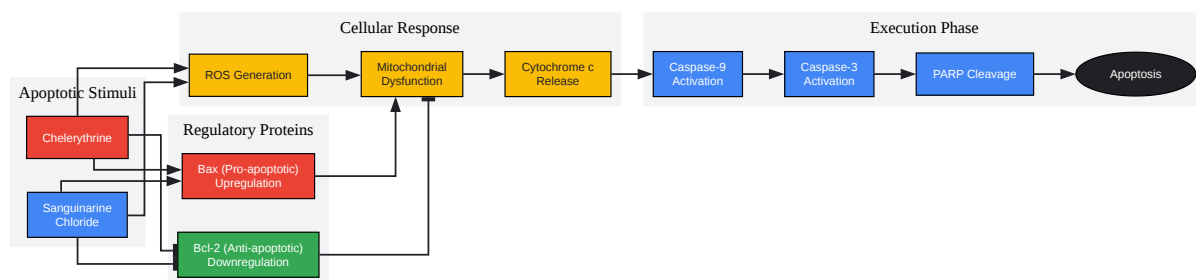 Cellular Response
Execution Phase
ROS Generation
Mitochondrial
Dysfunction
Cytochrome c
Release
Caspase-9
Activation
Caspase-3
Activation
PARP Cleavage
Apoptosis
Apoptotic Stimuli
Chelerythrine
Sanguinarine
Chloride
Regulatory Proteins
Bax (Pro-apoptotic)
Upregulation
Bcl-2 (Anti-apoptotic)
Downregulation